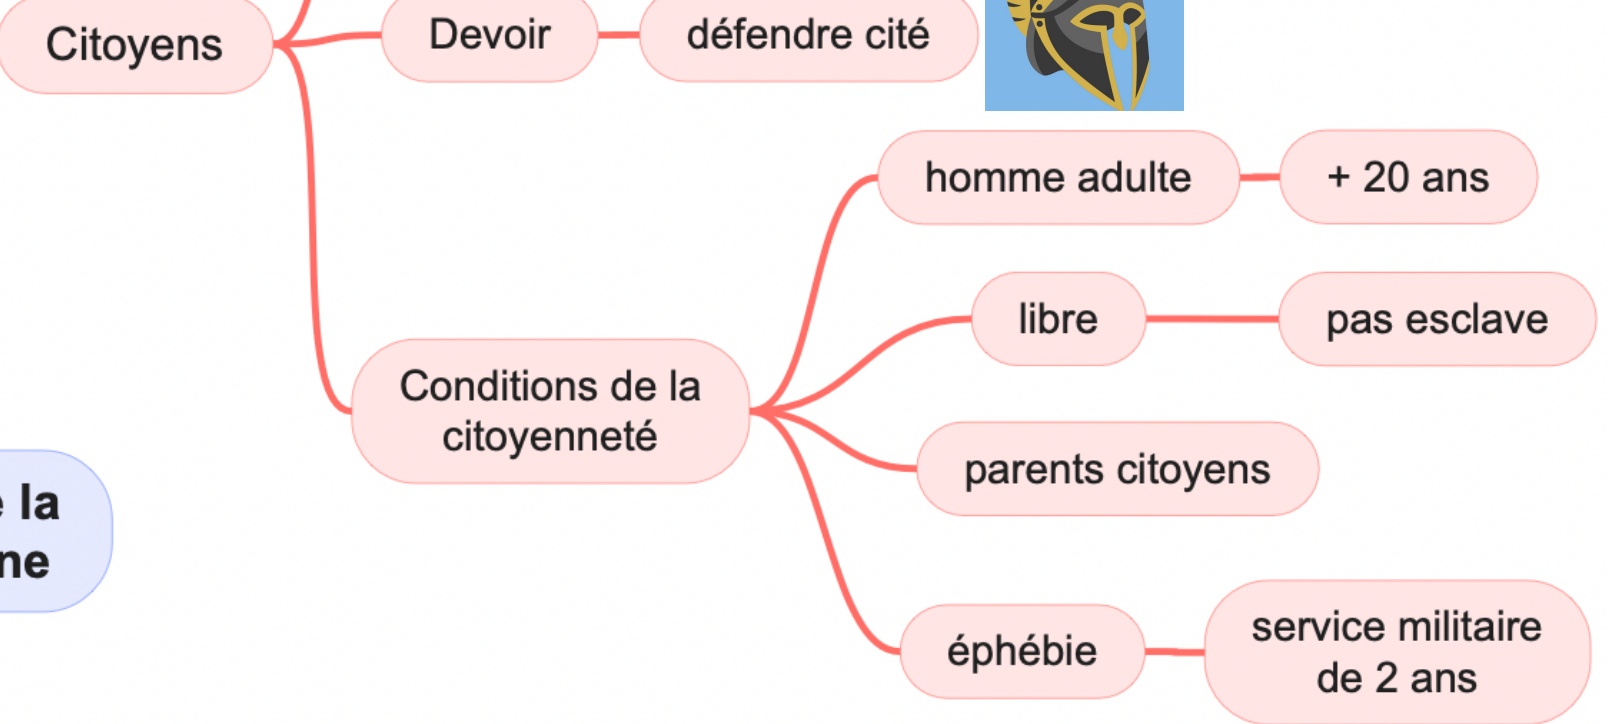 Citoyens
Devoir
défendre cité
homme adulte
+ 20 ans
libre
pas esclave
Conditions de la
citoyenneté
parents citoyens
la
éphébie
service militaire
de 2 ans